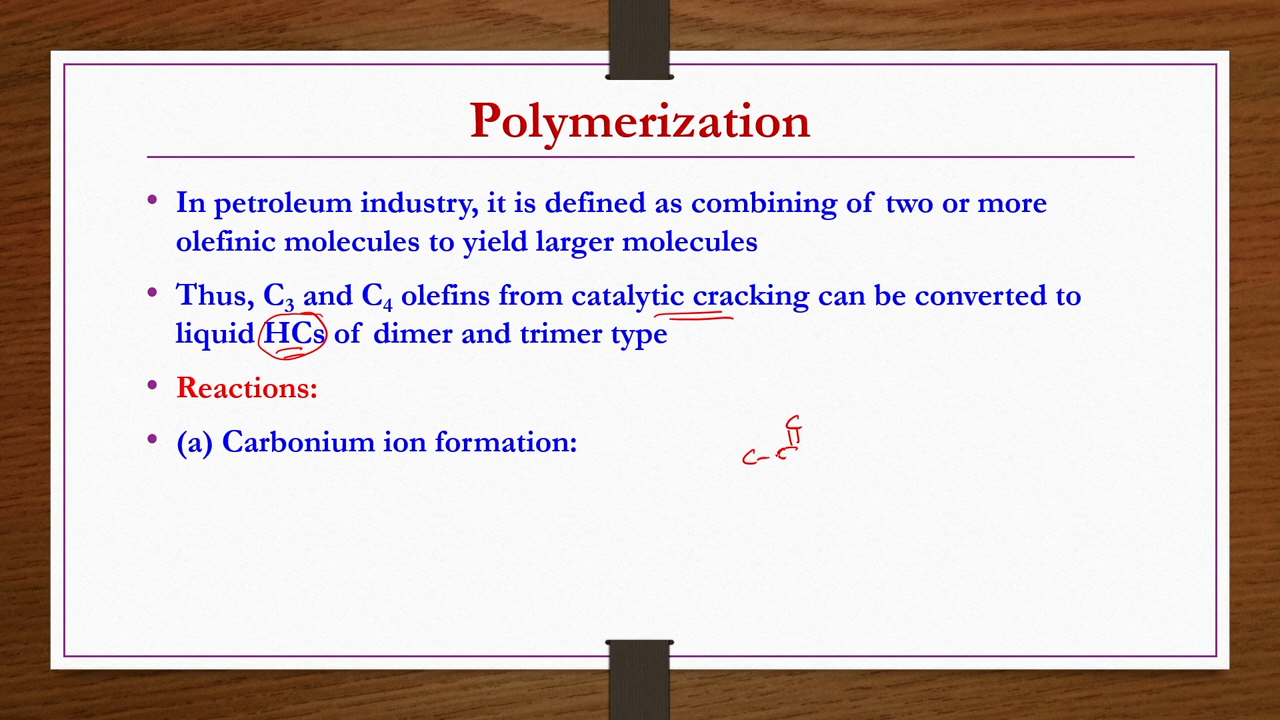 Polymerization
• In petroleum industry, it is defined as combining of two or more
olefinic molecules to yield larger molecules
• Thus, C₃ and C₄ olefins from catalytic cracking can be converted to
liquid HCs of dimer and trimer type
• Reactions:
• (a) Carbonium ion formation:
C
C–C